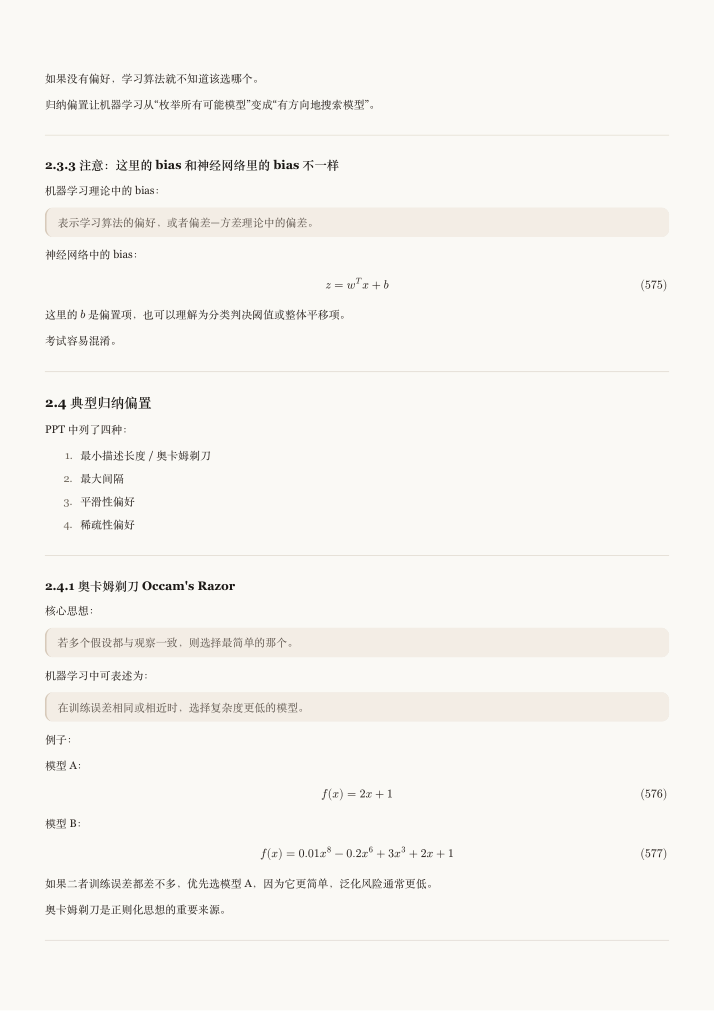 如果没有偏好，学习算法就不知道该选哪个。
归纳偏置让机器学习从“枚举所有可能模型”变成“有方向地搜索模型”。
2.3.3 注意：这里的 bias 和神经网络里的 bias 不一样
机器学习理论中的 bias：
表示学习算法的偏好，或者偏差—方差理论中的偏差。
神经网络中的 bias：
z = w^T x + b (575)
这里的 b 是偏置项，也可以理解为分类判决阈值或整体平移项。
考试容易混淆。
2.4 典型归纳偏置
PPT 中列了四种：
1. 最小描述长度 / 奥卡姆剃刀
2. 最大间隔
3. 平滑性偏好
4. 稀疏性偏好
2.4.1 奥卡姆剃刀 Occam's Razor
核心思想：
若多个假设都与观察一致，则选择最简单的那个。
机器学习中可表述为：
在训练误差相同或相近时，选择复杂度更低的模型。
例子：
模型 A：
f(x) = 2x + 1 (576)
模型 B：
f(x) = 0.01x^8 − 0.2x^6 + 3x^3 + 2x + 1 (577)
如果二者训练误差都差不多，优先选模型 A，因为它更简单，泛化风险通常更低。
奥卡姆剃刀是正则化思想的重要来源。